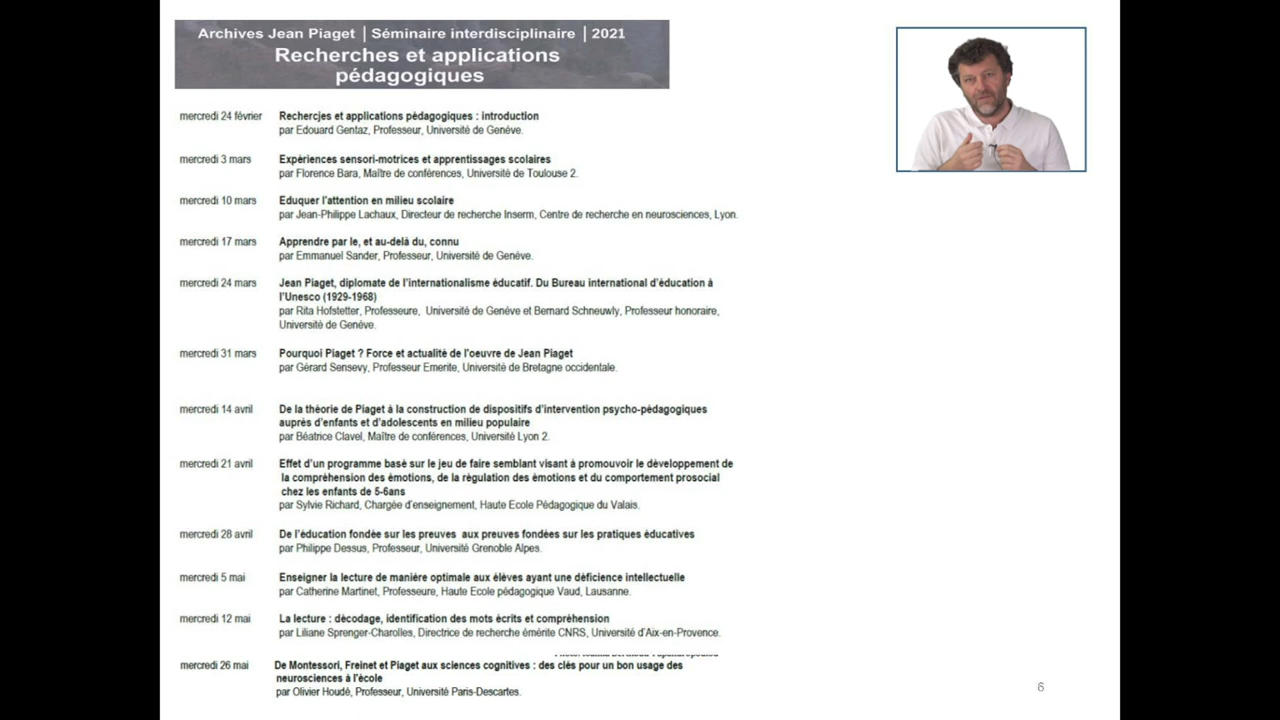 Archives Jean Piaget | Séminaire interdisciplinaire | 2021
Recherches et applications
pédagogiques
mercredi 24 février Rechercjes et applications pédagogiques : introduction
par Edouard Gentaz, Professeur, Université de Genève.
mercredi 3 mars Expériences sensori-motrices et apprentissages scolaires
par Florence Bara, Maître de conférences, Université de Toulouse 2.
mercredi 10 mars Eduquer l'attention en milieu scolaire
par Jean-Philippe Lachaux, Directeur de recherche Inserm, Centre de recherche en neurosciences, Lyon.
mercredi 17 mars Apprendre par le, et au-delà du, connu
par Emmanuel Sander, Professeur, Université de Genève.
mercredi 24 mars Jean Piaget, diplomate de l'internationalisme éducatif. Du Bureau international d'éducation à
l'Unesco (1929-1968)
par Rita Hofstetter, Professeure, Université de Genève et Bernard Schneuwly, Professeur honoraire,
Université de Genève.
mercredi 31 mars Pourquoi Piaget ? Force et actualité de l'oeuvre de Jean Piaget
par Gérard Sensevy, Professeur Emerite, Université de Bretagne occidentale.
mercredi 14 avril De la théorie de Piaget à la construction de dispositifs d'intervention psycho-pédagogiques
auprès d'enfants et d'adolescents en milieu populaire
par Béatrice Clavel, Maître de conférences, Université Lyon 2.
mercredi 21 avril Effet d'un programme basé sur le jeu de faire semblant visant à promouvoir le développement de
la compréhension des émotions, de la régulation des émotions et du comportement prosocial
chez les enfants de 5-6ans
par Sylvie Richard, Chargée d'enseignement, Haute Ecole Pédagogique du Valais.
mercredi 28 avril De l'éducation fondée sur les preuves aux preuves fondées sur les pratiques éducatives
par Philippe Dessus, Professeur, Université Grenoble Alpes.
mercredi 5 mai Enseigner la lecture de manière optimale aux élèves ayant une déficience intellectuelle
par Catherine Martinet, Professeure, Haute Ecole pédagogique Vaud, Lausanne.
mercredi 12 mai La lecture : décodage, identification des mots écrits et compréhension
par Liliane Sprenger-Charolles, Directrice de recherche émérite CNRS, Université d'Aix-en-Provence.
mercredi 26 mai De Montessori, Freinet et Piaget aux sciences cognitives : des clés pour un bon usage des
neurosciences à l'école
par Olivier Houdé, Professeur, Université Paris-Descartes.
6